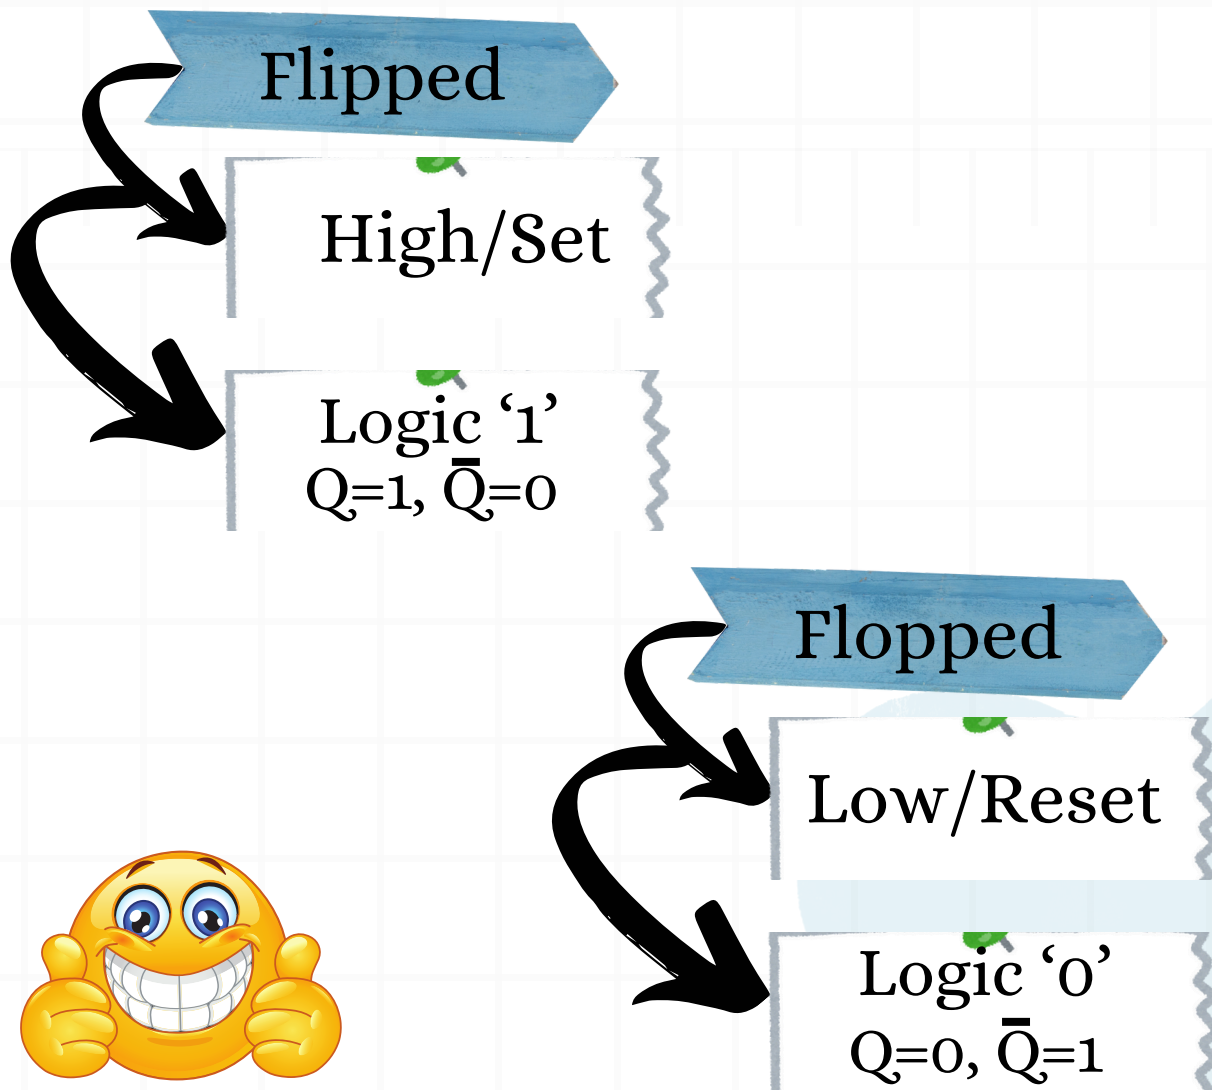 Flipped
High/Set
Logic ‘1’
Q=1, Q̅=0
Flopped
Low/Reset
Logic ‘0’
Q=0, Q̅=1